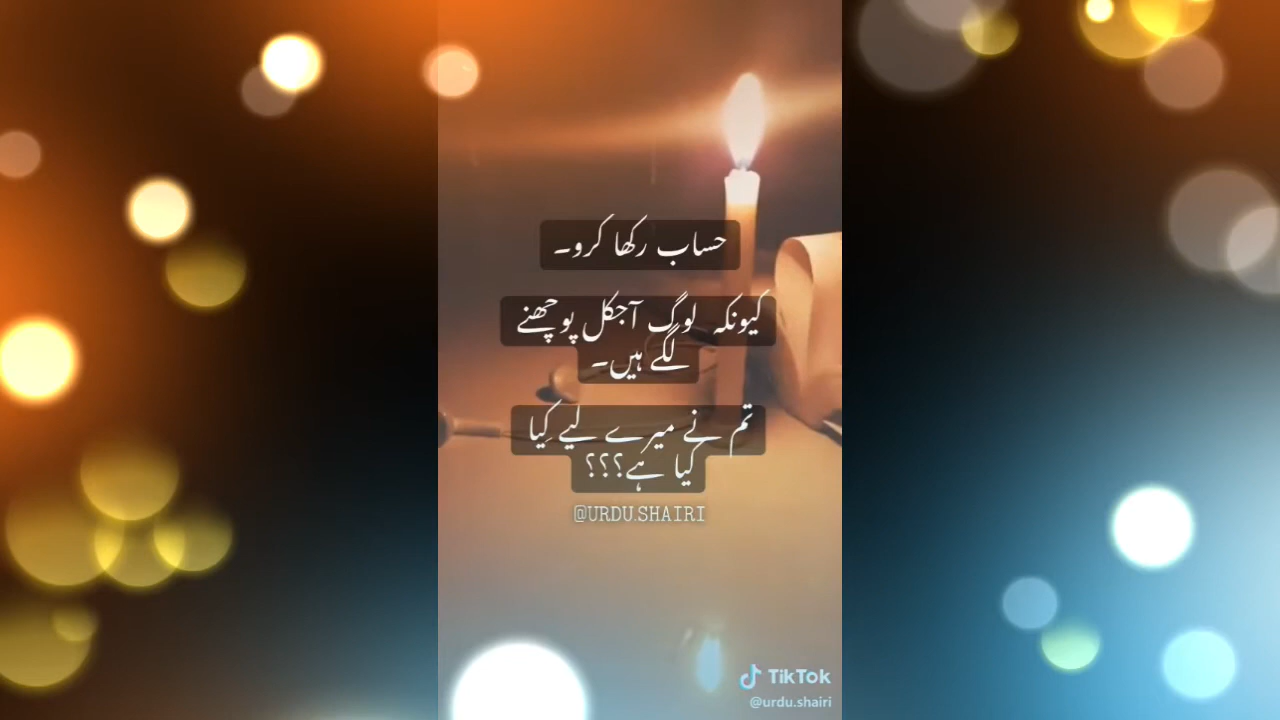 حساب رکھا کرو۔
کیونکہ لوگ آجکل پوچھنے
لگے ہیں۔
تم نے میرے لیے کِیا
کیا ہے؟؟؟
@URDU.SHAIRI
TikTok
@urdu.shairi